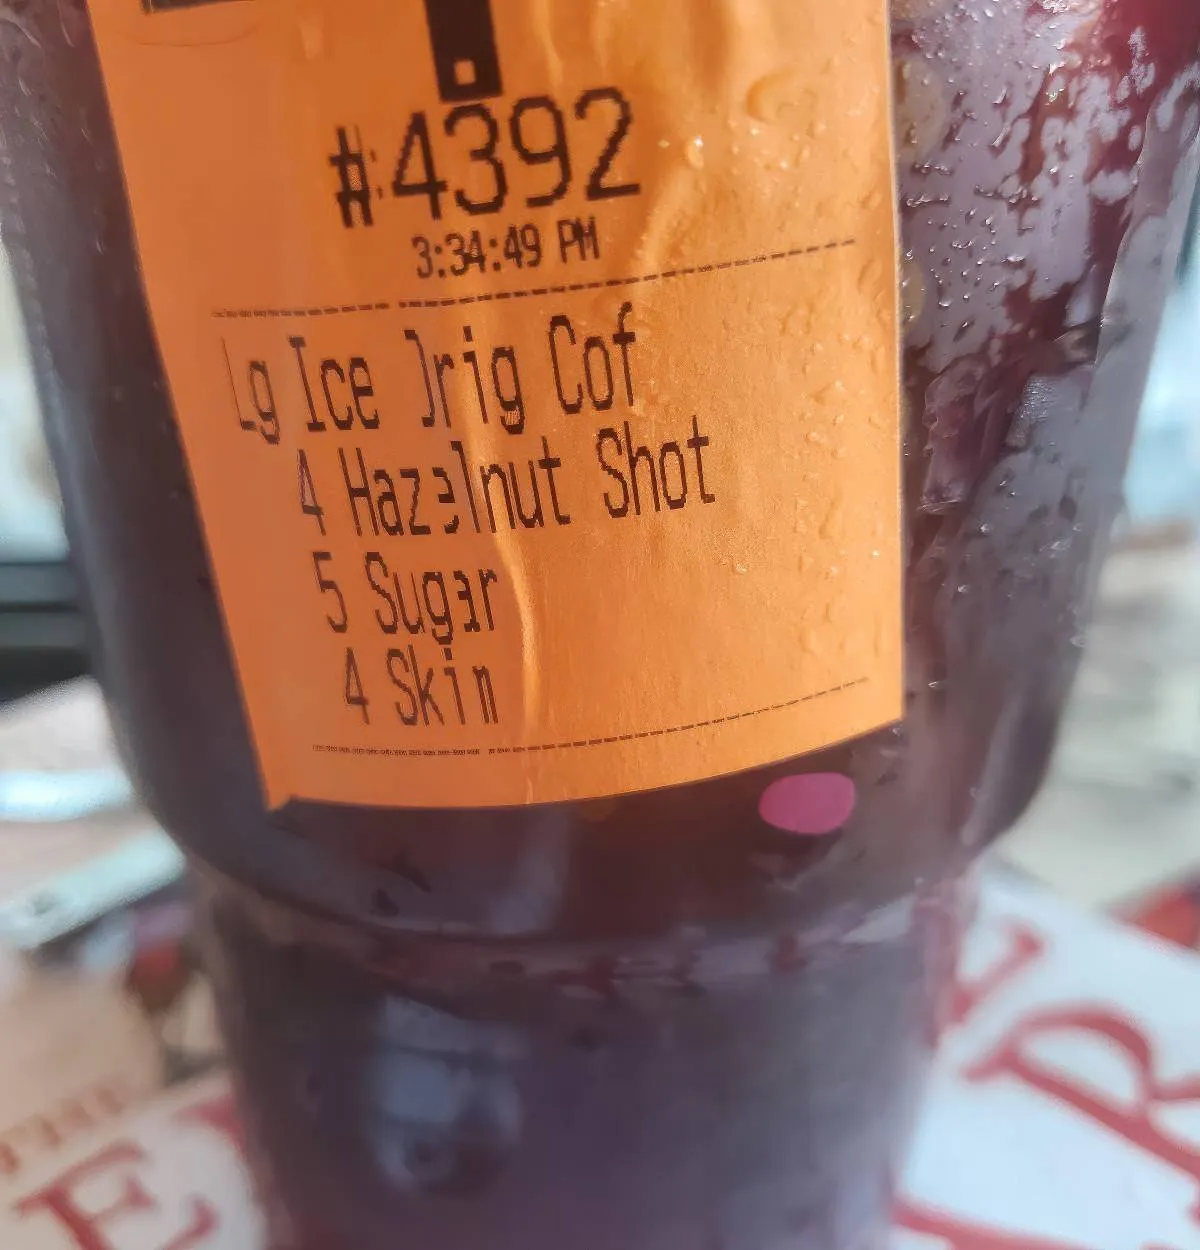 #4392
3:34:49 PM
Lg Ice Orig Cof
4 Hazelnut Shot
5 Sugar
4 Skim
E
R